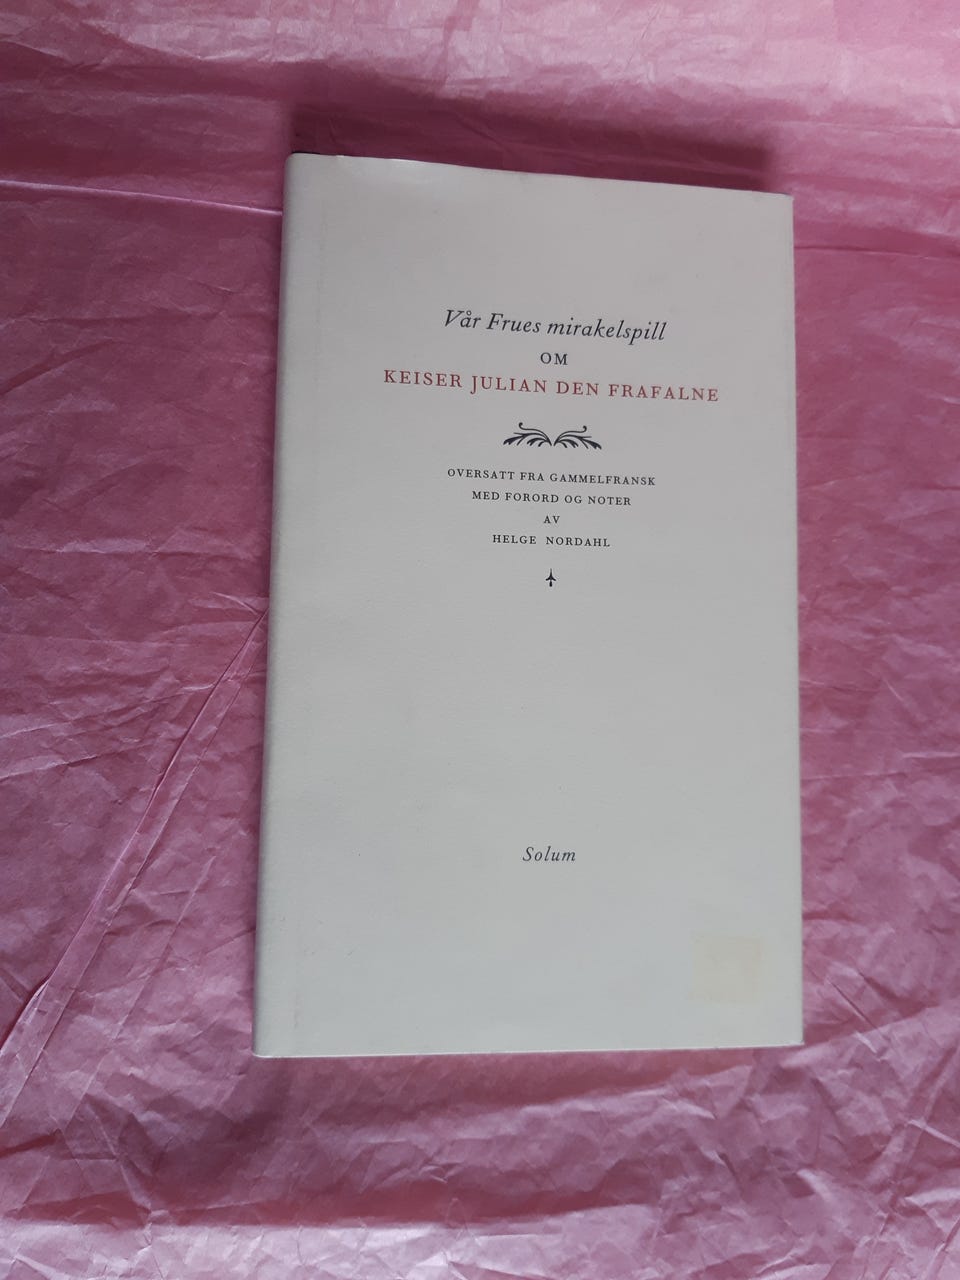 Vår Frues mirakelspill
OM
KEISER JULIAN DEN FRAFALNE
OVERSATT FRA GAMMELFRANSK
MED FORORD OG NOTER
AV
HELGE NORDAHL
Solum